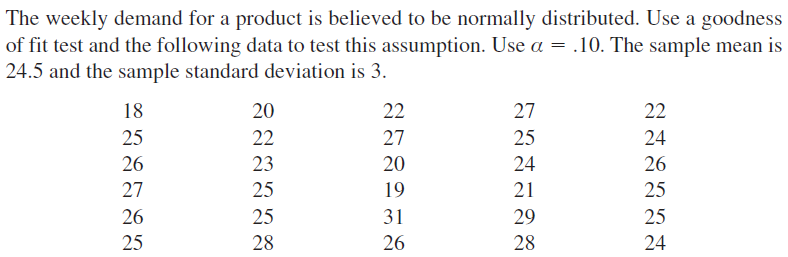 The weekly demand for a product is believed to be normally distributed. Use a goodness
of fit test and the following data to test this assumption. Use α = .10. The sample mean is
24.5 and the sample standard deviation is 3.
18 20 22 27 22
25 22 27 25 24
26 23 20 24 26
27 25 19 21 25
26 25 31 29 25
25 28 26 28 24